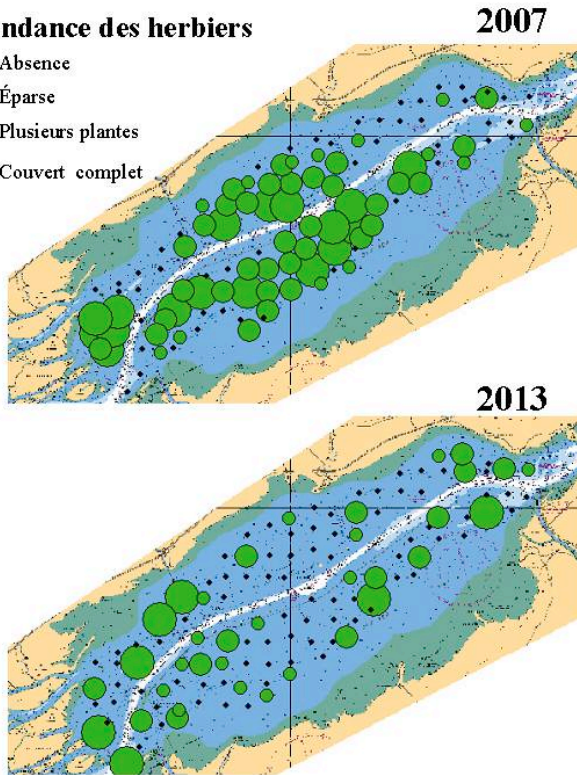 ndance des herbiers
2007
Absence
Éparse
Plusieurs plantes
Couvert complet
2013